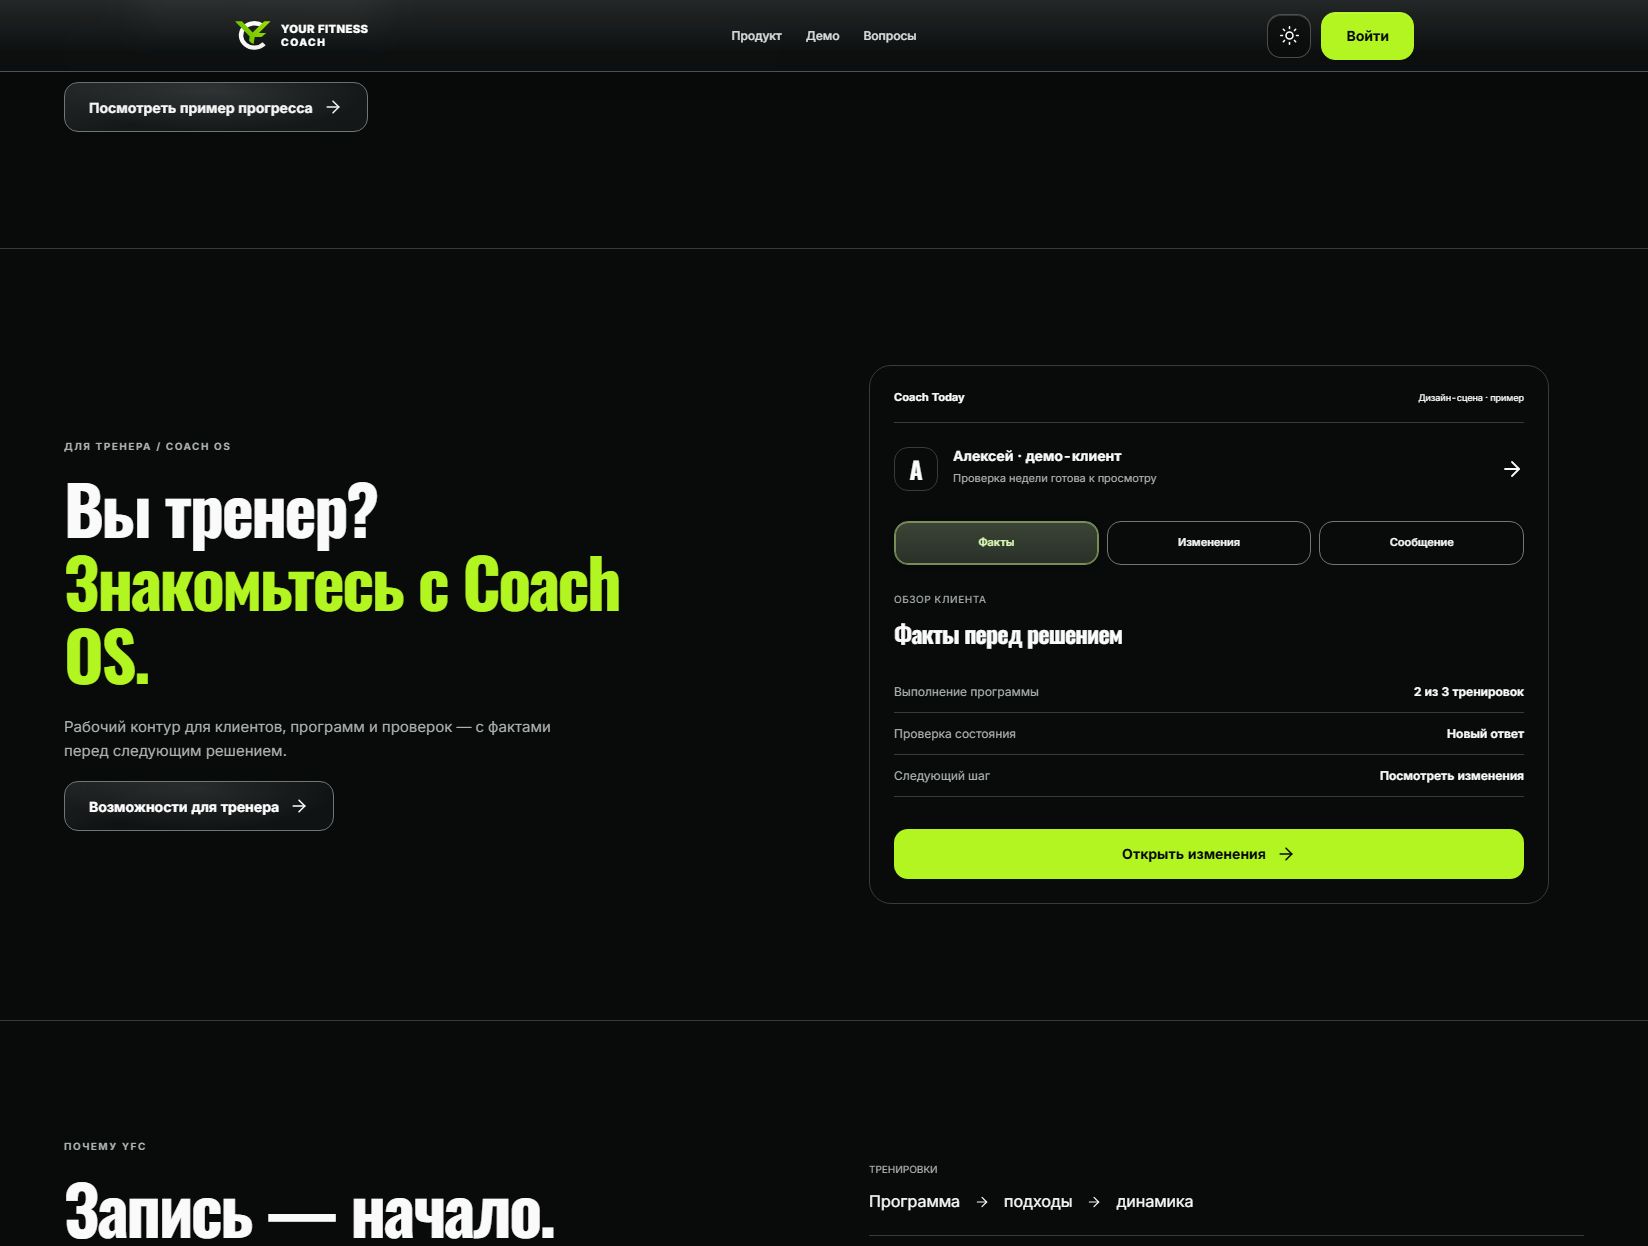 YOUR FITNESS
COACH
Продукт
Демо
Вопросы
Войти
Посмотреть пример прогресса
ДЛЯ ТРЕНЕРА / COACH OS
Вы тренер?
Знакомьтесь с Coach
OS.
Рабочий контур для клиентов, программ и проверок — с фактами
перед следующим решением.
Возможности для тренера
Coach Today
Дизайн-сцена · пример
А
Алексей · демо-клиент
Проверка недели готова к просмотру
Факты
Изменения
Сообщение
ОБЗОР КЛИЕНТА
Факты перед решением
Выполнение программы
2 из 3 тренировок
Проверка состояния
Новый ответ
Следующий шаг
Посмотреть изменения
Открыть изменения
ПОЧЕМУ YFC
Запись — начало.
ТРЕНИРОВКИ
Программа → подходы → динамика